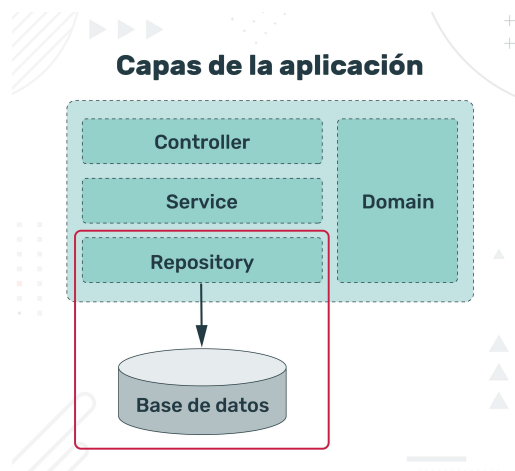 Capas de la aplicación
Controller
Service
Domain
Repository
Base de datos